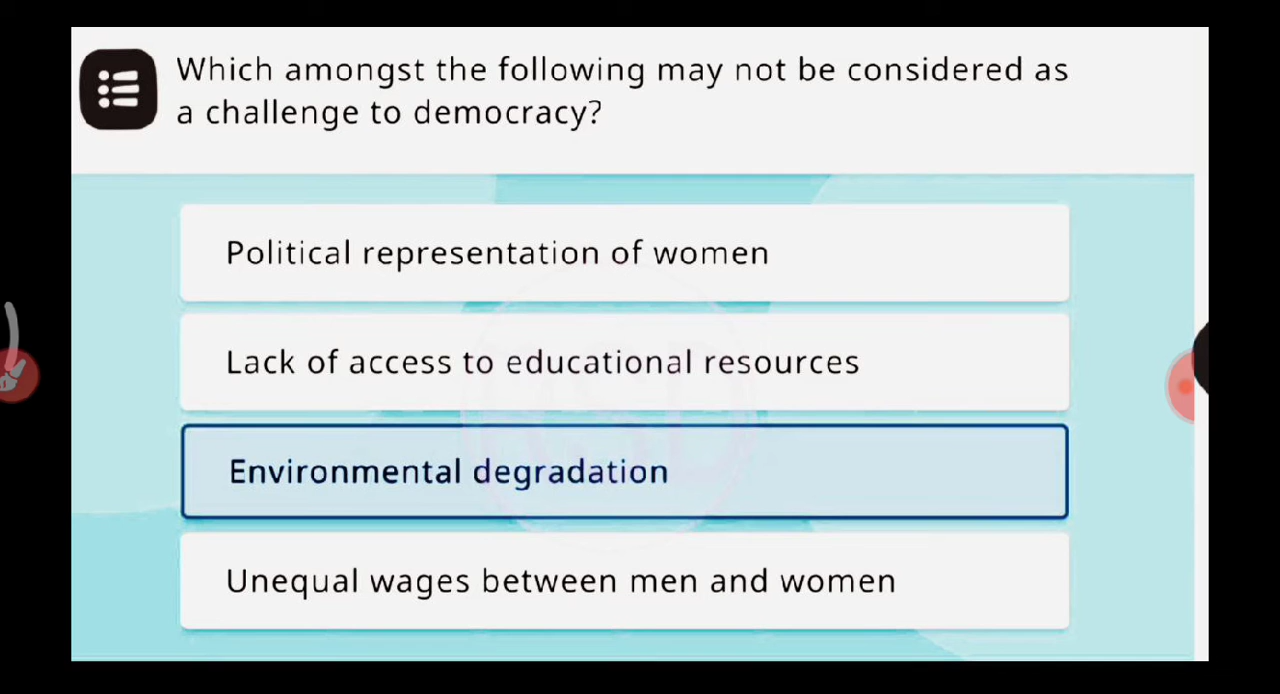 Which amongst the following may not be considered as
a challenge to democracy?
Political representation of women
Lack of access to educational resources
Environmental degradation
Unequal wages between men and women